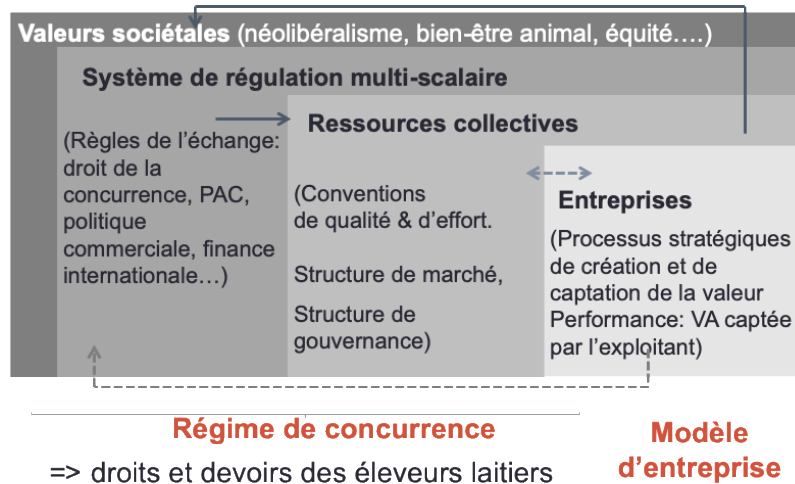 Valeurs sociétales (néolibéralisme, bien-être animal, équité….)
Système de régulation multi-scalaire
(Règles de l’échange:
droit de la
concurrence, PAC,
politique
commerciale, finance
internationale…)
Ressources collectives
(Conventions
de qualité & d’effort.
Structure de marché,
Structure de
gouvernance)
Entreprises
(Processus stratégiques
de création et de
captation de la valeur
Performance: VA captée
par l’exploitant)
Régime de concurrence
=> droits et devoirs des éleveurs laitiers
Modèle
d’entreprise